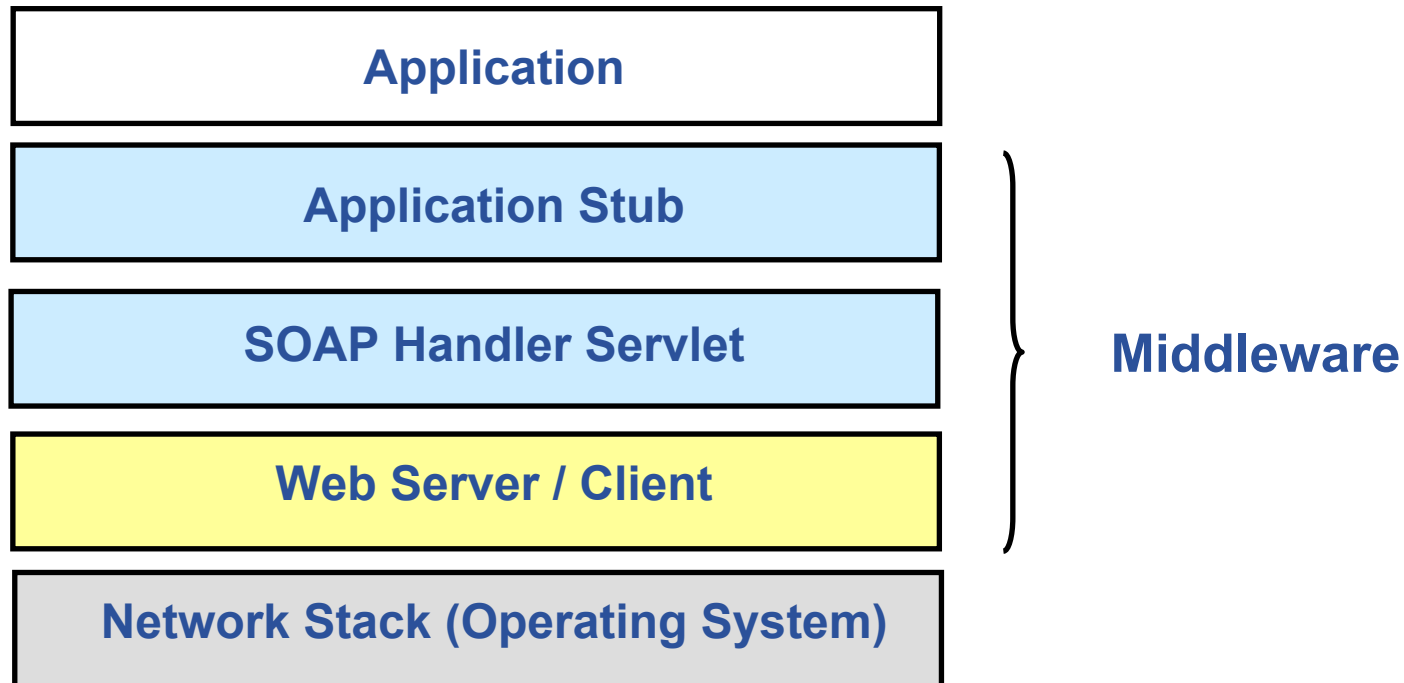 Application
Application Stub
SOAP Handler Servlet
Middleware
Web Server / Client
Network Stack (Operating System)